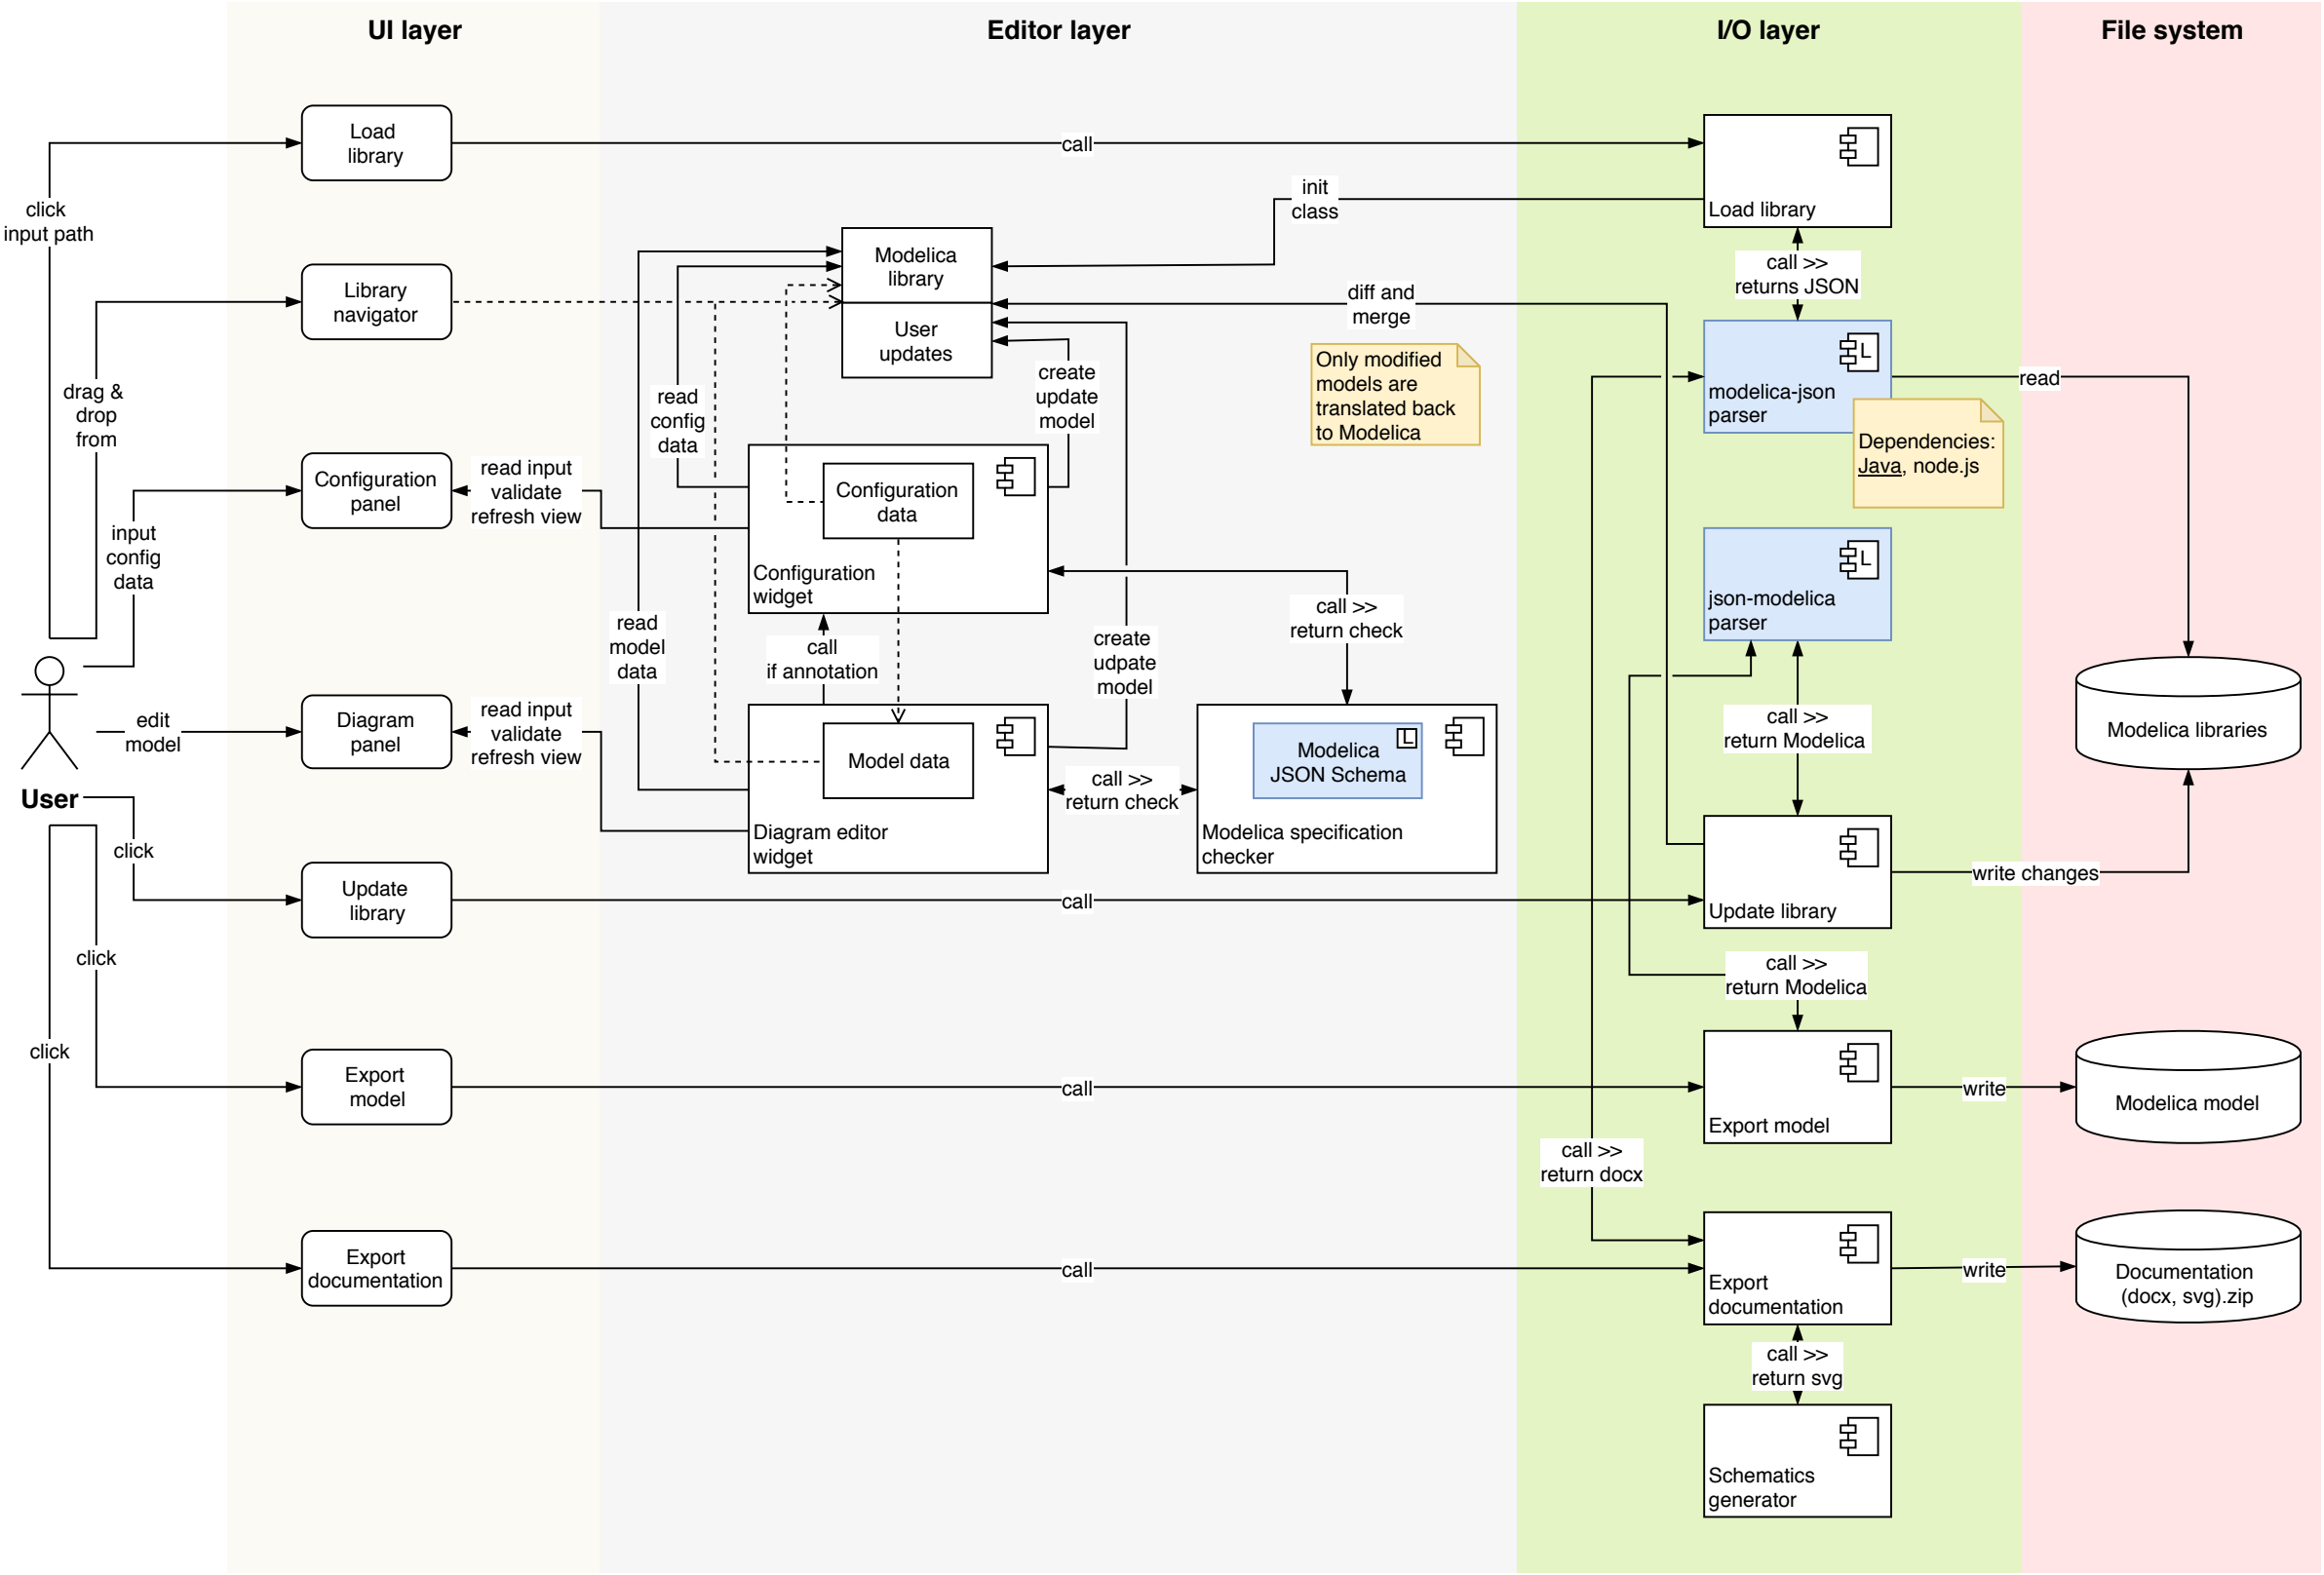 UI layer
Editor layer
I/O layer
File system
Load
library
call
Load library
click
input path
init
class
Library
navigator
Modelica
library
User
updates
call >>
returns JSON
diff and
merge
Only modified
models are
translated back
to Modelica
L
modelica-json
parser
read
Dependencies:
Java, node.js
drag &
drop
from
read
config
data
create
update
model
Configuration
panel
read input
validate
refresh view
Configuration
data
Configuration
widget
input
config
data
L
json-modelica
parser
call >>
return check
read
model
data
call
if annotation
create
udpate
model
edit
model
User
Diagram
panel
read input
validate
refresh view
Model data
Diagram editor
widget
call >>
return check
Modelica
JSON Schema
L
Modelica specification
checker
call >>
return Modelica
Modelica libraries
click
Update
library
call
Update library
write changes
click
call >>
return Modelica
click
Export
model
call
Export model
write
Modelica model
call >>
return docx
Export
documentation
call
Export
documentation
write
Documentation
(docx, svg).zip
call >>
return svg
Schematics
generator